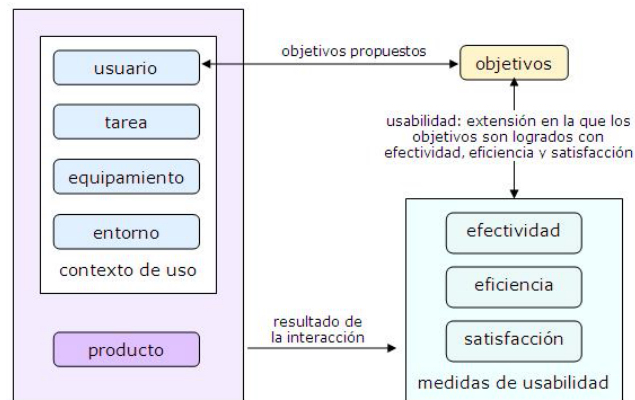 usuario
tarea
equipamiento
entorno
contexto de uso
producto
objetivos propuestos
objetivos
usabilidad: extensión en la que los
objetivos son logrados con
efectividad, eficiencia y satisfacción
resultado de
la interacción
efectividad
eficiencia
satisfacción
medidas de usabilidad